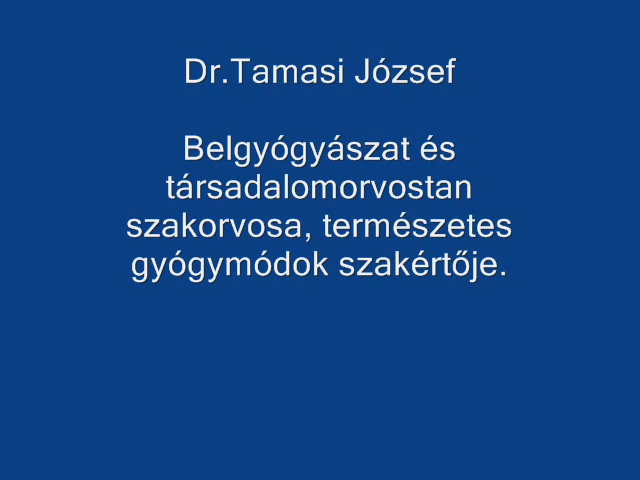 Dr.Tamasi József
Belgyógyászat és
társadalomorvostan
szakorvosa, természetes
gyógymódok szakértője.